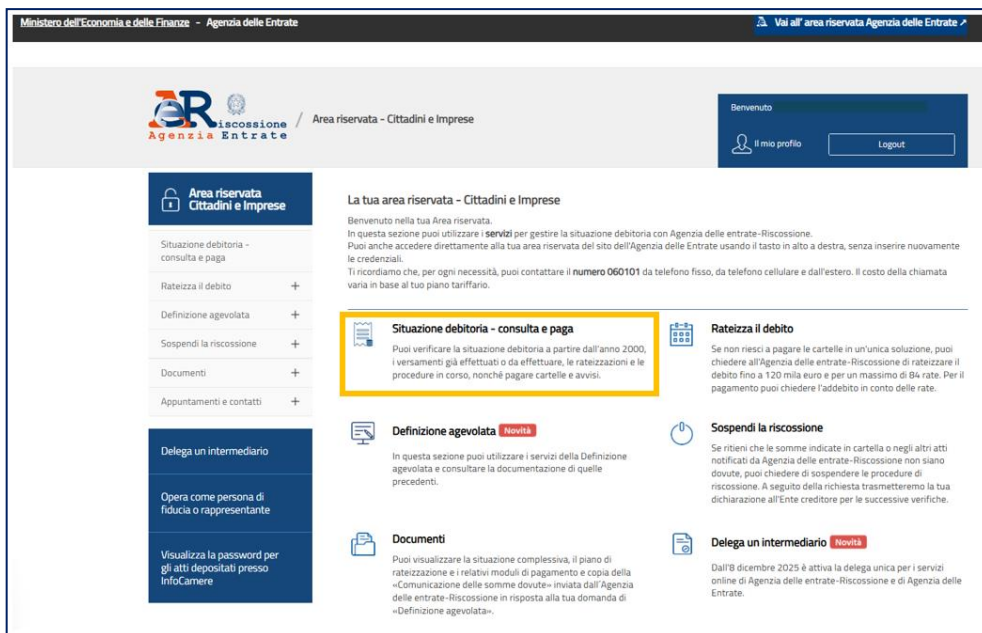 Ministero dell'Economia e delle Finanze - Agenzia delle Entrate
Vai all' area riservata Agenzia delle Entrate ↗
AeR iscossione
Agenzia Entrate
/ Area riservata - Cittadini e Imprese
Benvenuto
Il mio profilo
Logout
Area riservata
Cittadini e Imprese
Situazione debitoria -
consulta e paga
Rateizza il debito +
Definizione agevolata +
Sospendi la riscossione +
Documenti +
Appuntamenti e contatti +
Delega un intermediario
Opera come persona di
fiducia o rappresentante
Visualizza la password per
gli atti depositati presso
InfoCamere
La tua area riservata - Cittadini e Imprese
Benvenuto nella tua Area riservata.
In questa sezione puoi utilizzare i servizi per gestire la situazione debitoria con Agenzia delle entrate-Riscossione.
Puoi anche accedere direttamente alla tua area riservata del sito dell'Agenzia delle Entrate usando il tasto in alto a destra, senza inserire nuovamente
le credenziali.
Ti ricordiamo che, per ogni necessità, puoi contattare il numero 060101 da telefono fisso, da telefono cellulare e dall'estero. Il costo della chiamata
varia in base al tuo piano tariffario.
Situazione debitoria - consulta e paga
Puoi verificare la situazione debitoria a partire dall'anno 2000,
i versamenti già effettuati o da effettuare, le rateizzazioni e le
procedure in corso, nonché pagare cartelle e avvisi.
Rateizza il debito
Se non riesci a pagare le cartelle in un'unica soluzione, puoi
chiedere all'Agenzia delle entrate-Riscossione di rateizzare il
debito fino a 120 mila euro e per un massimo di 84 rate. Per il
pagamento puoi chiedere l'addebito in conto delle rate.
Definizione agevolata Novità
In questa sezione puoi utilizzare i servizi della Definizione
agevolata e consultare la documentazione di quelle
precedenti.
Sospendi la riscossione
Se ritieni che le somme indicate in cartella o negli altri atti
notificati da Agenzia delle entrate-Riscossione non siano
dovute, puoi chiedere di sospendere le procedure di
riscossione. A seguito della richiesta trasmetteremo la tua
dichiarazione all'Ente creditore per le successive verifiche.
Documenti
Puoi visualizzare la situazione complessiva, il piano di
rateizzazione e i relativi moduli di pagamento e copia della
«Comunicazione delle somme dovute» inviata dall'Agenzia
delle entrate-Riscossione in risposta alla tua domanda di
«Definizione agevolata».
Delega un intermediario Novità
Dall'8 dicembre 2025 è attiva la delega unica per i servizi
online di Agenzia delle entrate-Riscossione e di Agenzia delle
Entrate.